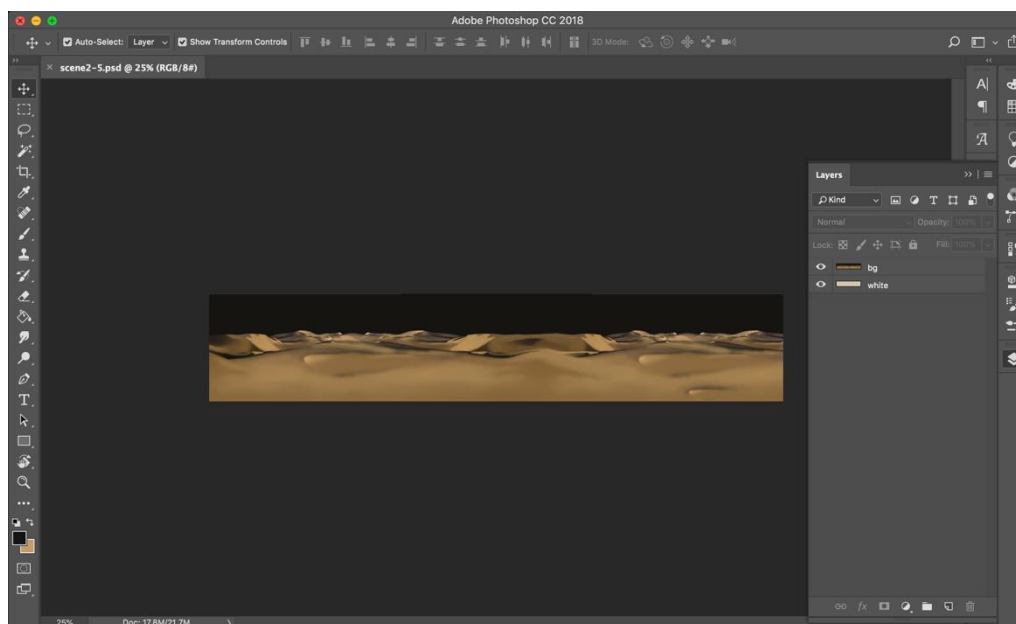 Adobe Photoshop CC 2018
Auto-Select: Layer Show Transform Controls 3D Mode:
× scene2-5.psd @ 25% (RGB/8#)
Layers
Kind
Normal Opacity: 100%
Lock: Fill: 100%
bg
white
25% Doc: 17.8M/21.7M